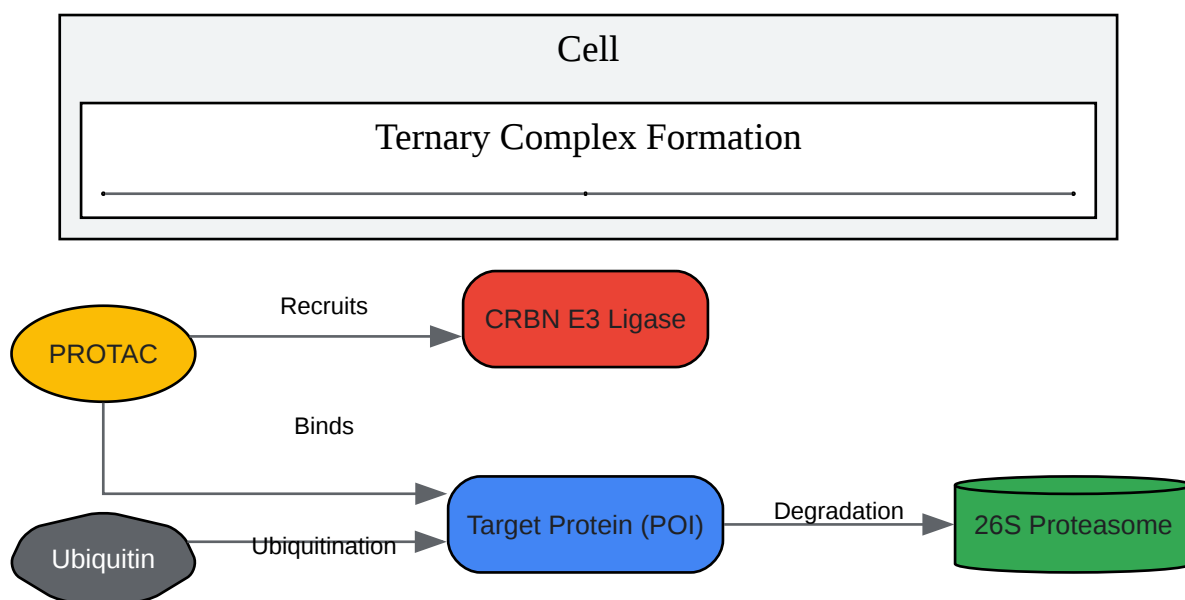 Cell
Ternary Complex Formation
Recruits
CRBN E3 Ligase
PROTAC
Binds
Target Protein (POI)
Degradation
26S Proteasome
Ubiquitination
Ubiquitin